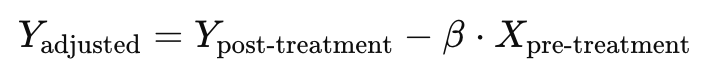 Y_adjusted = Y_post-treatment − β · X_pre-treatment